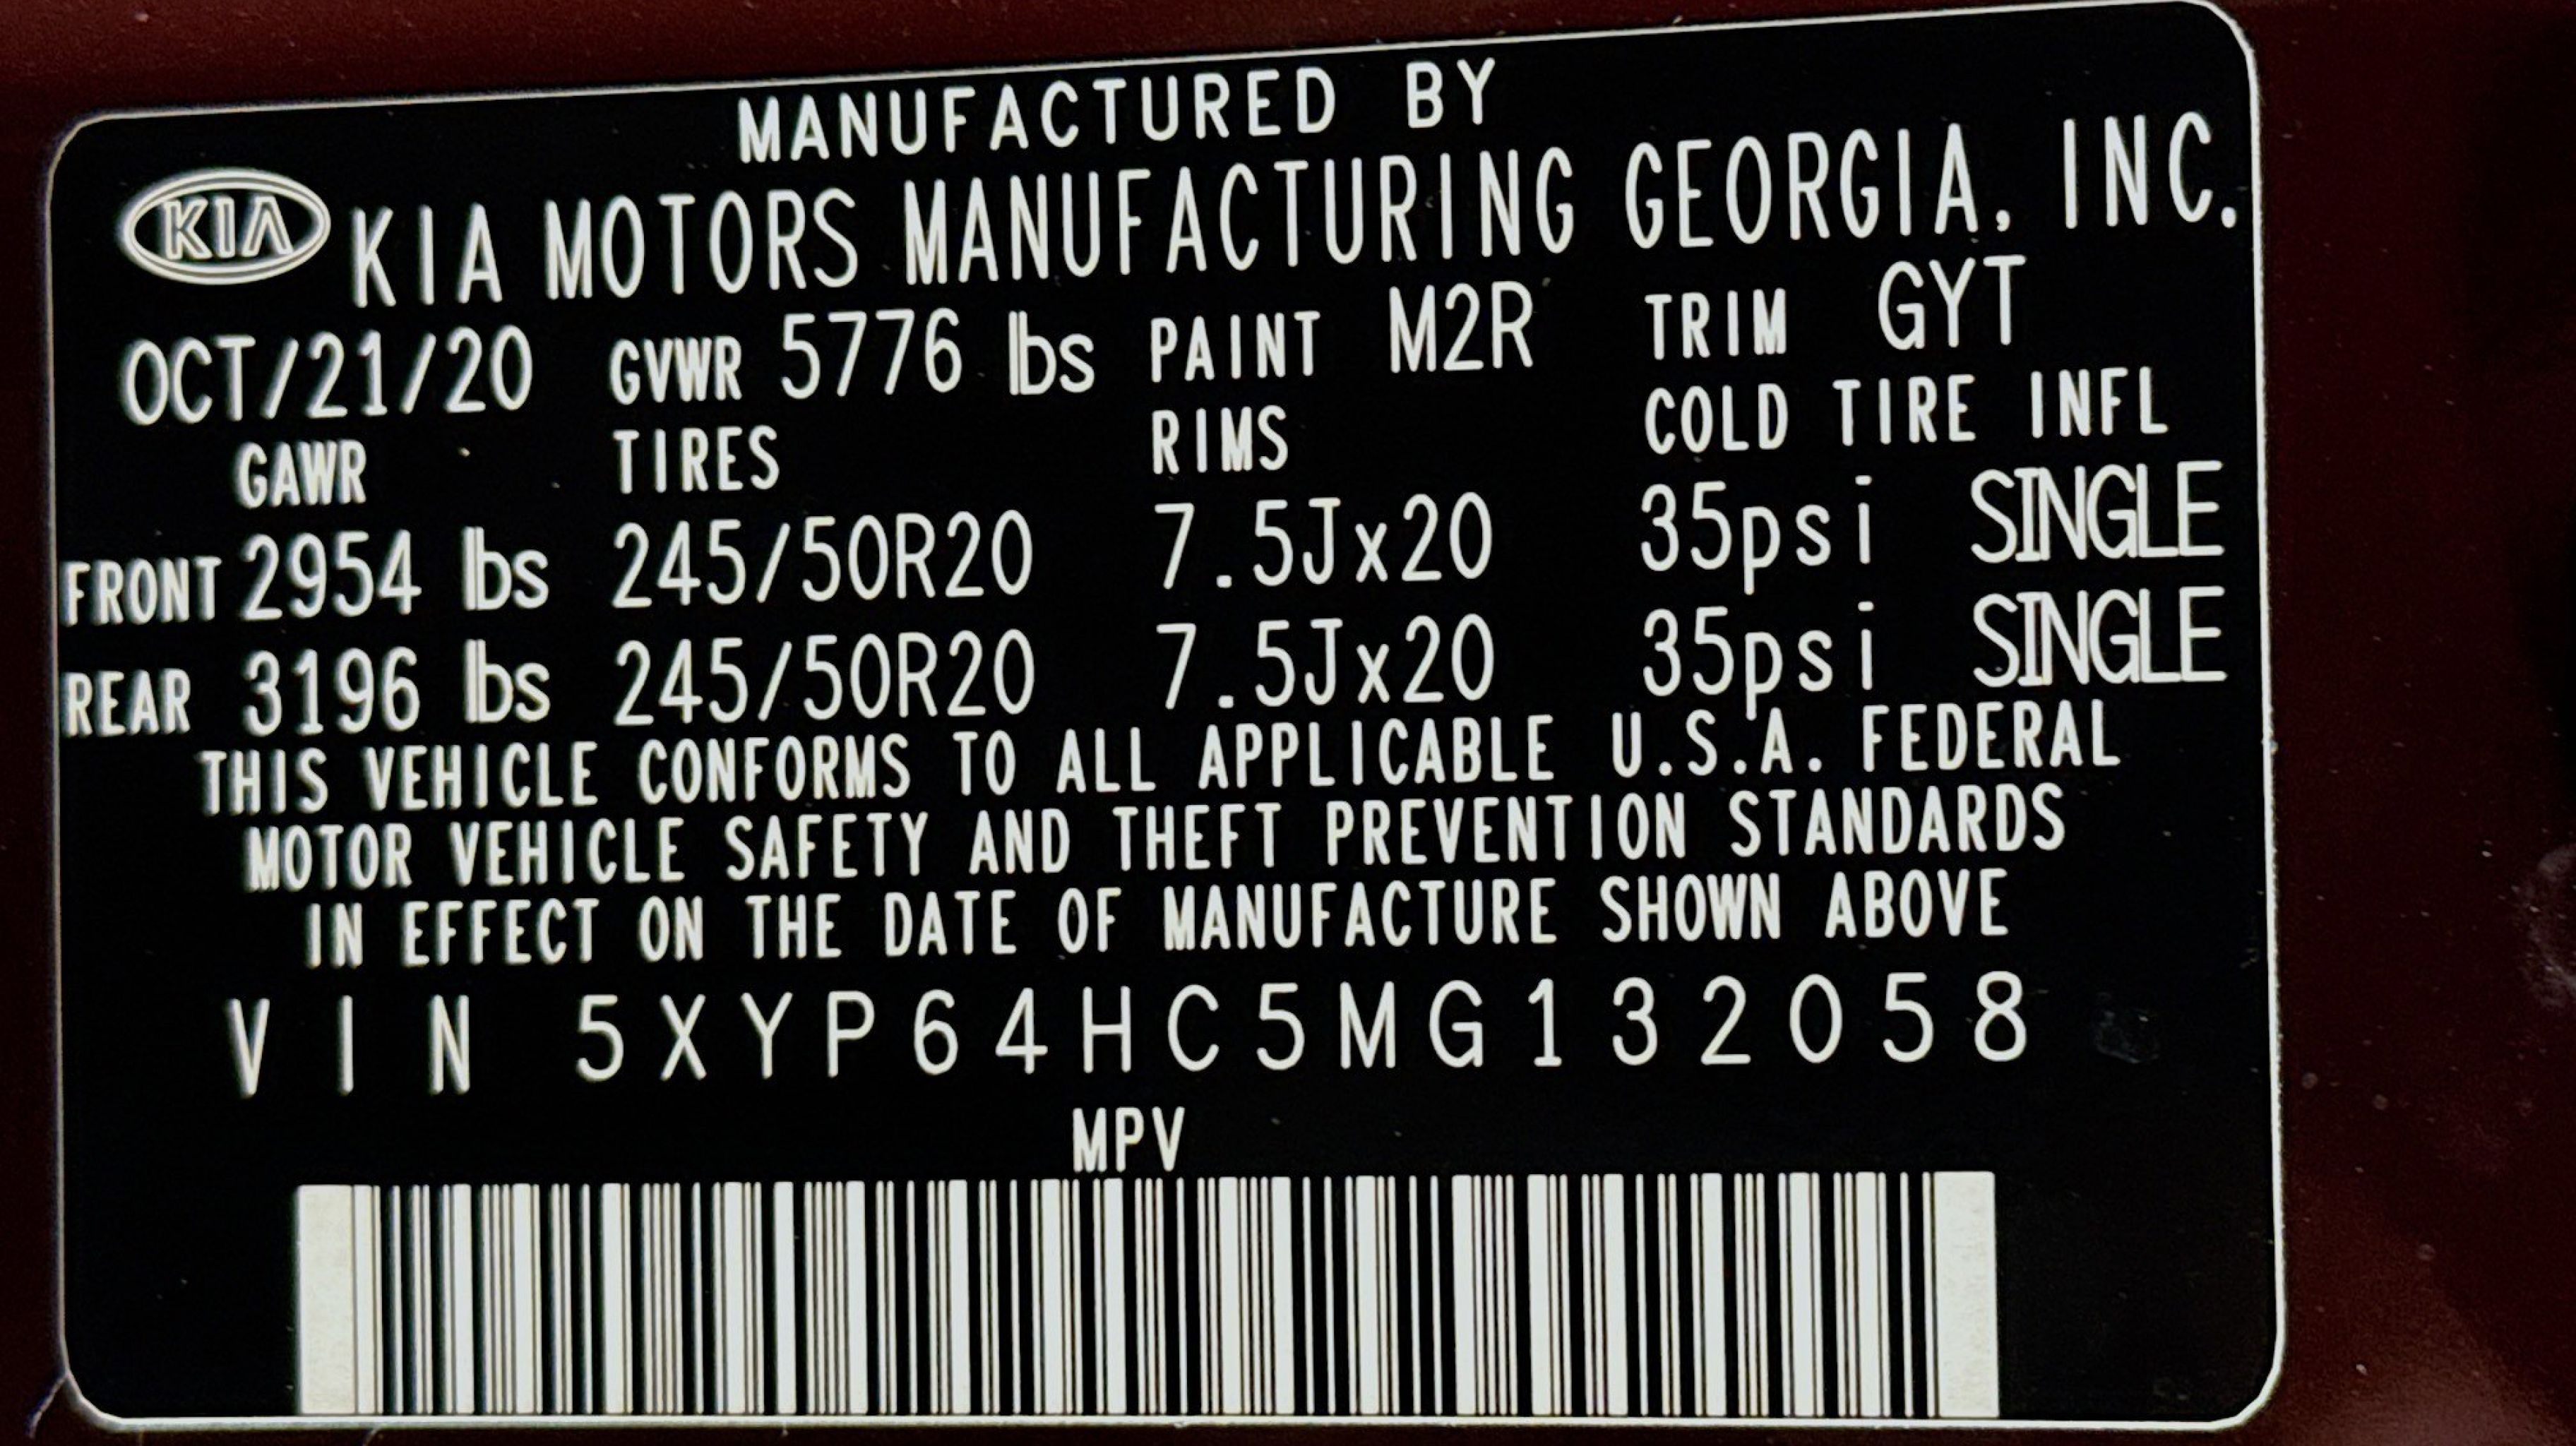 MANUFACTURED BY
KIA KIA MOTORS MANUFACTURING GEORGIA, INC.
OCT/21/20 GVWR 5776 lbs PAINT M2R TRIM GYT
GAWR TIRES RIMS COLD TIRE INFL
FRONT 2954 lbs 245/50R20 7.5Jx20 35psi SINGLE
REAR 3196 lbs 245/50R20 7.5Jx20 35psi SINGLE
THIS VEHICLE CONFORMS TO ALL APPLICABLE U.S.A. FEDERAL
MOTOR VEHICLE SAFETY AND THEFT PREVENTION STANDARDS
IN EFFECT ON THE DATE OF MANUFACTURE SHOWN ABOVE
VIN 5XYP64HC5MG132058
MPV